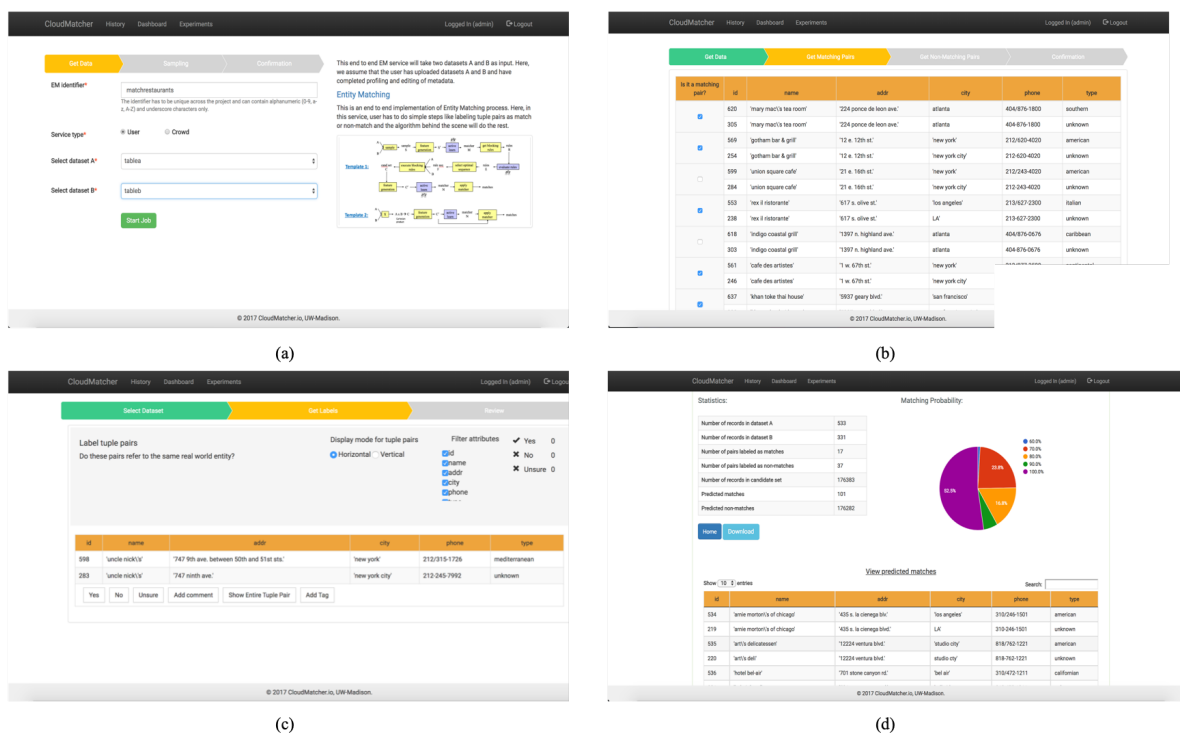 CloudMatcher History Dashboard Experiments Logged In (admin) Logout
Get Data Sampling Confirmation
EM identifier*
matchrestaurants
The identifier has to be unique across the project and can contain alphanumeric (0-9, a-
z, A-Z) and underscore characters only.
Service type*
User Crowd
Select dataset A*
tablea
Select dataset B*
tableb
Start Job
This end to end EM service will take two datasets A and B as input. Here,
we assume that the user has uploaded datasets A and B and have
completed profiling and editing of metadata.
Entity Matching
This is an end to end implementation of Entity Matching process. Here, in
this service, user has to do simple steps like labeling tuple pairs as match
or non-match and the algorithm behind the scene will do the rest.
Template 1:
Template 2:
© 2017 CloudMatcher.io, UW-Madison.
(a)
CloudMatcher History Dashboard Experiments Logged In (admin) Logout
Get Data Get Matching Pairs Get Non-Matching Pairs Confirmation
Is it a matching
pair? id name addr city phone type
620 'mary mac\'s tea room' '224 ponce de leon ave.' atlanta 404/876-1800 southern
305 'mary mac\'s tea room' '224 ponce de leon ave.' atlanta 404-876-1800 unknown
569 'gotham bar & grill' '12 e. 12th st.' 'new york' 212/620-4020 american
254 'gotham bar & grill' '12 e. 12th st.' 'new york city' 212-620-4020 unknown
599 'union square cafe' '21 e. 16th st.' 'new york' 212/243-4020 american
284 'union square cafe' '21 e. 16th st.' 'new york city' 212-243-4020 unknown
553 'rex il ristorante' '617 s. olive st.' 'los angeles' 213/627-2300 italian
238 'rex il ristorante' '617 s. olive st.' LA' 213-627-2300 unknown
618 'indigo coastal grill' '1397 n. highland ave.' atlanta 404/876-0676 caribbean
303 'indigo coastal grill' '1397 n. highland ave.' atlanta 404-876-0676 unknown
561 'cafe des artistes' '1 w. 67th st.' 'new york'
246 'cafe des artistes' '1 w. 67th st.' 'new york city'
637 'khan toke thai house' '5937 geary blvd.' 'san francisco'
© 2017 CloudMatcher.io, UW-Madison.
(b)
CloudMatcher History Dashboard Experiments Logged In (admin) Logou
Select Dataset Get Labels Review
Label tuple pairs
Do these pairs refer to the same real world entity?
Display mode for tuple pairs
Horizontal Vertical
Filter attributes
id
name
addr
city
phone
Yes 0
No 0
Unsure 0
id name addr city phone type
598 'uncle nick\'s' '747 9th ave. between 50th and 51st sts.' 'new york' 212/315-1726 mediterranean
283 'uncle nick\'s' '747 ninth ave.' 'new york city' 212-245-7992 unknown
Yes No Unsure Add comment Show Entire Tuple Pair Add Tag
© 2017 CloudMatcher.io, UW-Madison.
(c)
CloudMatcher History Dashboard Experiments Logged In (admin) Logout
Statistics: Matching Probability:
Number of records in dataset A 533
Number of records in dataset B 331
Number of pairs labeled as matches 17
Number of pairs labeled as non-matches 37
Number of records in candidate set 176383
Predicted matches 101
Predicted non-matches 176282
Home Download
60.0%
70.0%
80.0%
90.0%
100.0%
23.8%
52.5%
View predicted matches
Show 10 entries Search:
id name addr city phone type
534 'arnie morton\'s of chicago' '435 s. la cienega blv.' 'los angeles' 310/246-1501 american
219 'arnie morton\'s of chicago' '435 s. la cienega blvd.' LA' 310-246-1501 unknown
535 'art\'s delicatessen' '12224 ventura blvd.' 'studio city' 818/762-1221 american
220 'art\'s deli' '12224 ventura blvd.' studio city' 818-762-1221 unknown
536 'hotel bel-air' '701 stone canyon rd.' 'bel air' 310/472-1211 californian
© 2017 CloudMatcher.io, UW-Madison.
(d)